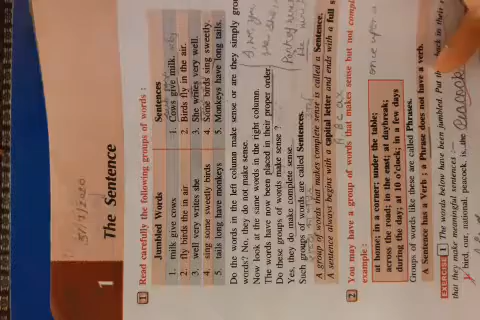 1
31/7/2020
The Sentence
1 Read carefully the following groups of words :
Jumbled Words Sentences
1. milk give cows 1. Cows give milk.
2. fly birds the in air 2. Birds fly in the air.
3. well very writes she 3. She writes very well.
4. sing some sweetly birds 4. Some birds sing sweetly.
5. tails long have monkeys 5. Monkeys have long tails.
Do the words in the left column make sense or are they simply
words? No, they do not make sense.
Now look at the same words in the right column.
The words have now been placed in their proper order.
Do these groups of words make sense ?
Yes, they do make complete sense.
Such groups of words are called Sentences.
A group of words that makes complete sense is called a Sentence.
A sentence always begins with a capital letter and ends with a full
2 You may have a group of words that makes sense but not
example :
at home; in a corner; under the table;
across the road; in the east; at daybreak;
during the day; at 10 o'clock; in a few days
once upon a
Groups of words like these are called Phrases.
A Sentence has a Verb ; a Phrase does not have a verb.
EXERCISE 1 The words below have been jumbled. Put back in their
that they make meaningful sentences :—
bird, our, national, peacock, is, the